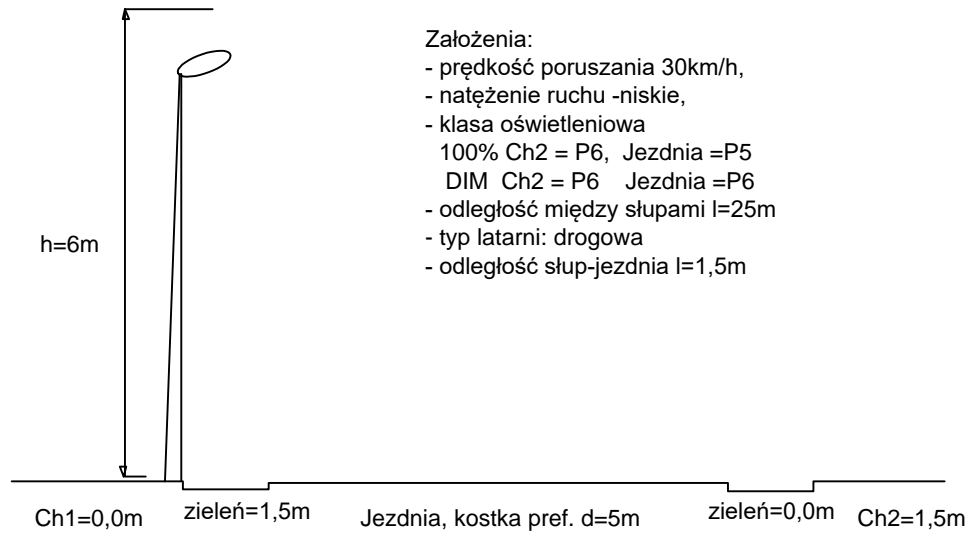 Założenia:
- prędkość poruszania 30km/h,
- natężenie ruchu -niskie,
- klasa oświetleniowa
100% Ch2 = P6, Jezdnia =P5
DIM Ch2 = P6 Jezdnia =P6
- odległość między słupami l=25m
- typ latarni: drogowa
- odległość słup-jezdnia l=1,5m
h=6m
Ch1=0,0m zieleń=1,5m Jezdnia, kostka pref. d=5m zieleń=0,0m Ch2=1,5m